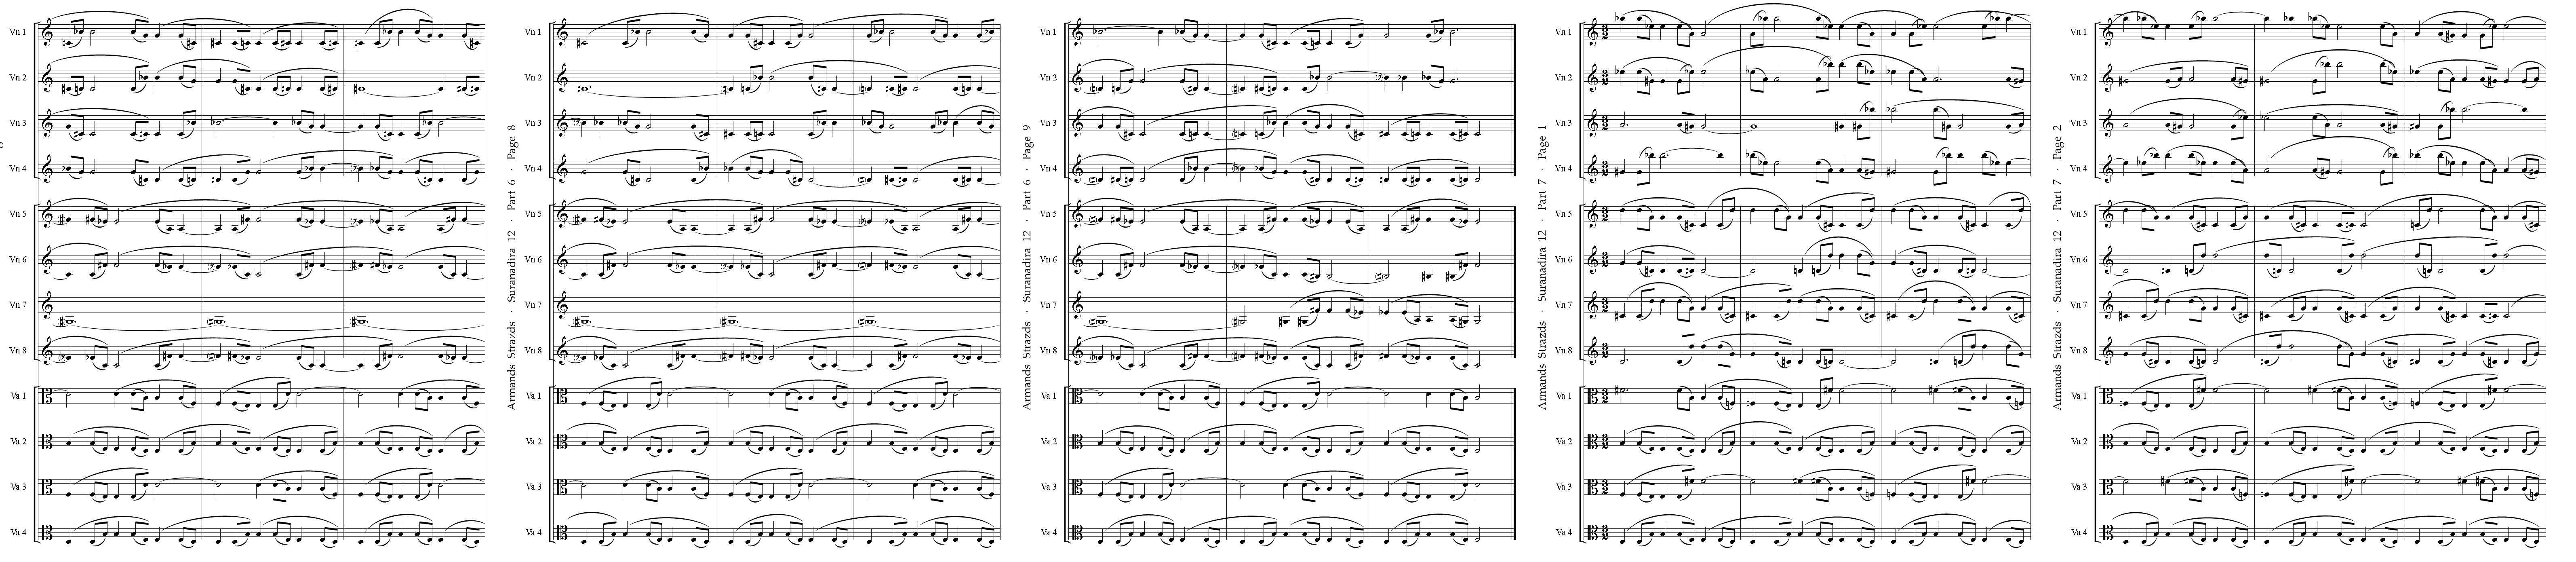 Vn 1
Vn 2
Vn 3
Vn 4
Vn 5
Vn 6
Vn 7
Vn 8
Va 1
Va 2
Va 3
Va 4
Armands Strazds · Suranadira 12 · Part 6 · Page 8
Vn 1
Vn 2
Vn 3
Vn 4
Vn 5
Vn 6
Vn 7
Vn 8
Va 1
Va 2
Va 3
Va 4
Armands Strazds · Suranadira 12 · Part 6 · Page 9
Vn 1
Vn 2
Vn 3
Vn 4
Vn 5
Vn 6
Vn 7
Vn 8
Va 1
Va 2
Va 3
Va 4
Armands Strazds · Suranadira 12 · Part 7 · Page 1
Vn 1
Vn 2
Vn 3
Vn 4
Vn 5
Vn 6
Vn 7
Vn 8
Va 1
Va 2
Va 3
Va 4
Armands Strazds · Suranadira 12 · Part 7 · Page 2
Vn 1
Vn 2
Vn 3
Vn 4
Vn 5
Vn 6
Vn 7
Vn 8
Va 1
Va 2
Va 3
Va 4